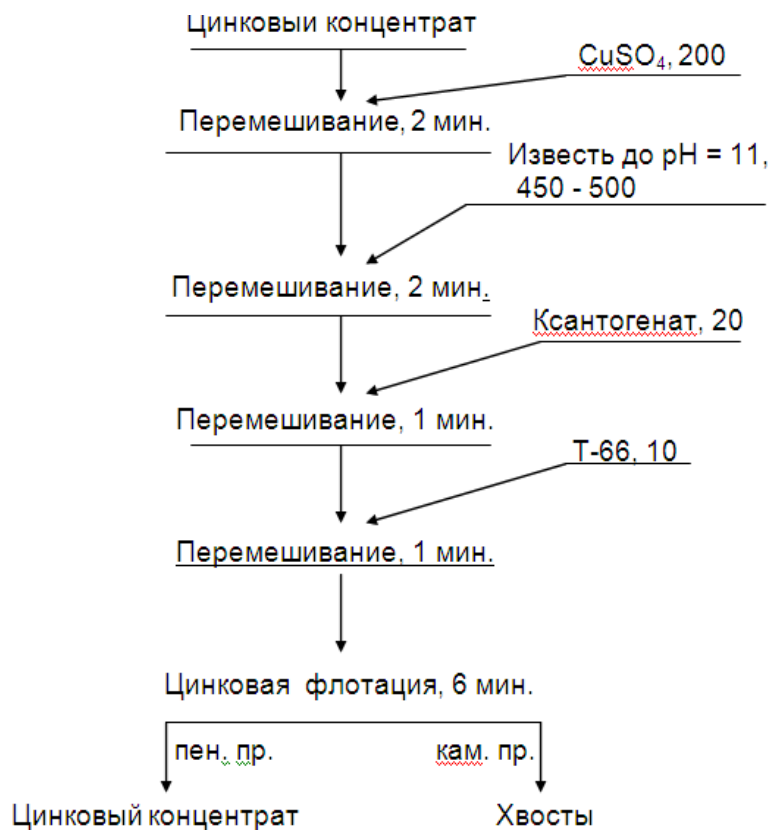 Цинковый концентрат
CuSO₄, 200
Перемешивание, 2 мин.
Известь до pH = 11,
450 - 500
Перемешивание, 2 мин.
Ксантогенат, 20
Перемешивание, 1 мин.
Т-66, 10
Перемешивание, 1 мин.
Цинковая флотация, 6 мин.
пен. пр.
кам. пр.
Цинковый концентрат
Хвосты